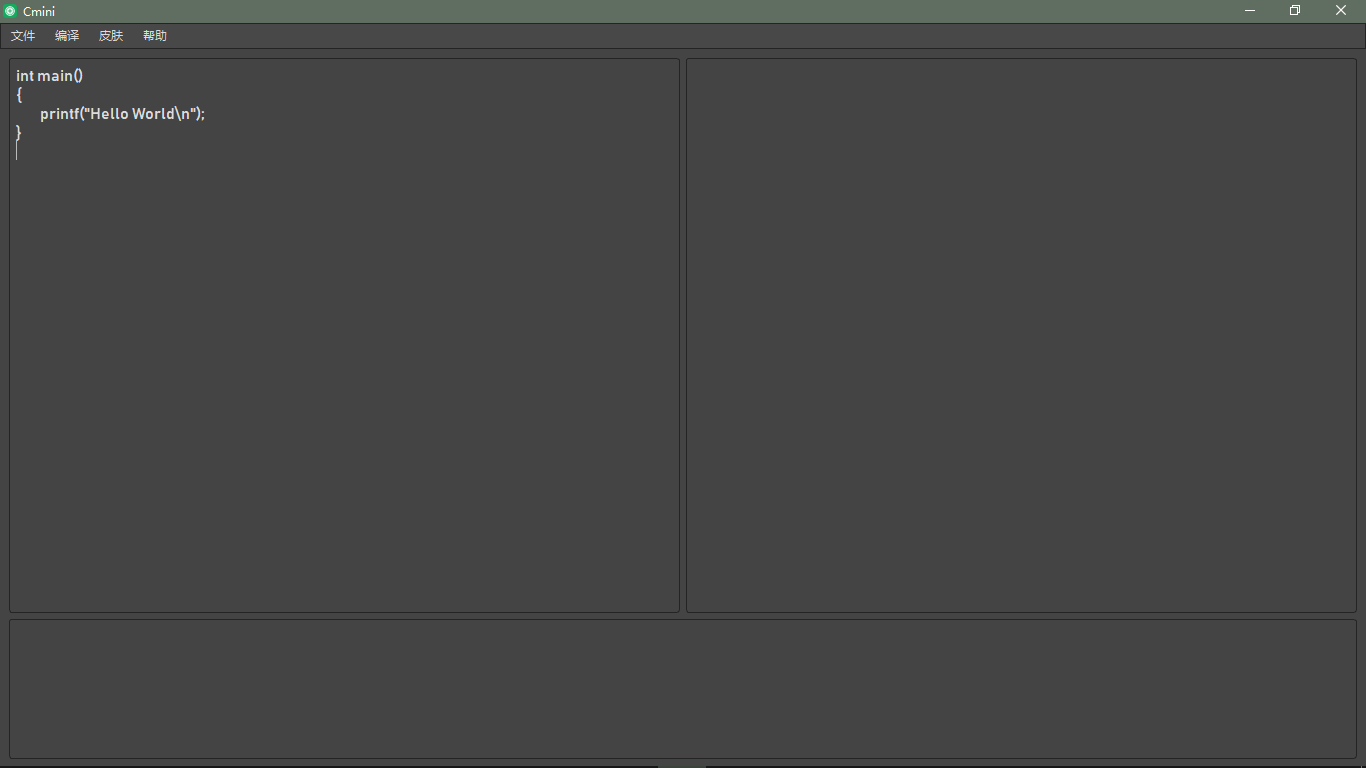 Cmini
文件 编译 皮肤 帮助
int main()
{
printf("Hello World\n");
}